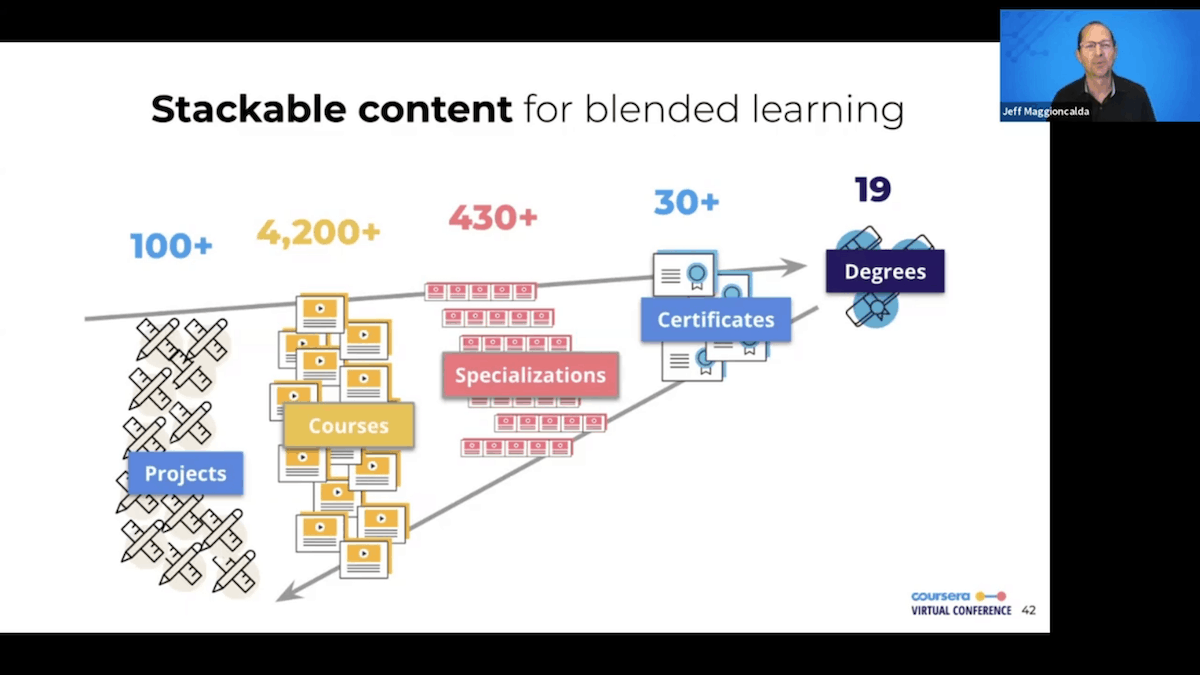 Jeff Maggioncalda
Stackable content for blended learning
100+
4,200+
430+
30+
19
Projects
Courses
Specializations
Certificates
Degrees
coursera
VIRTUAL CONFERENCE 42